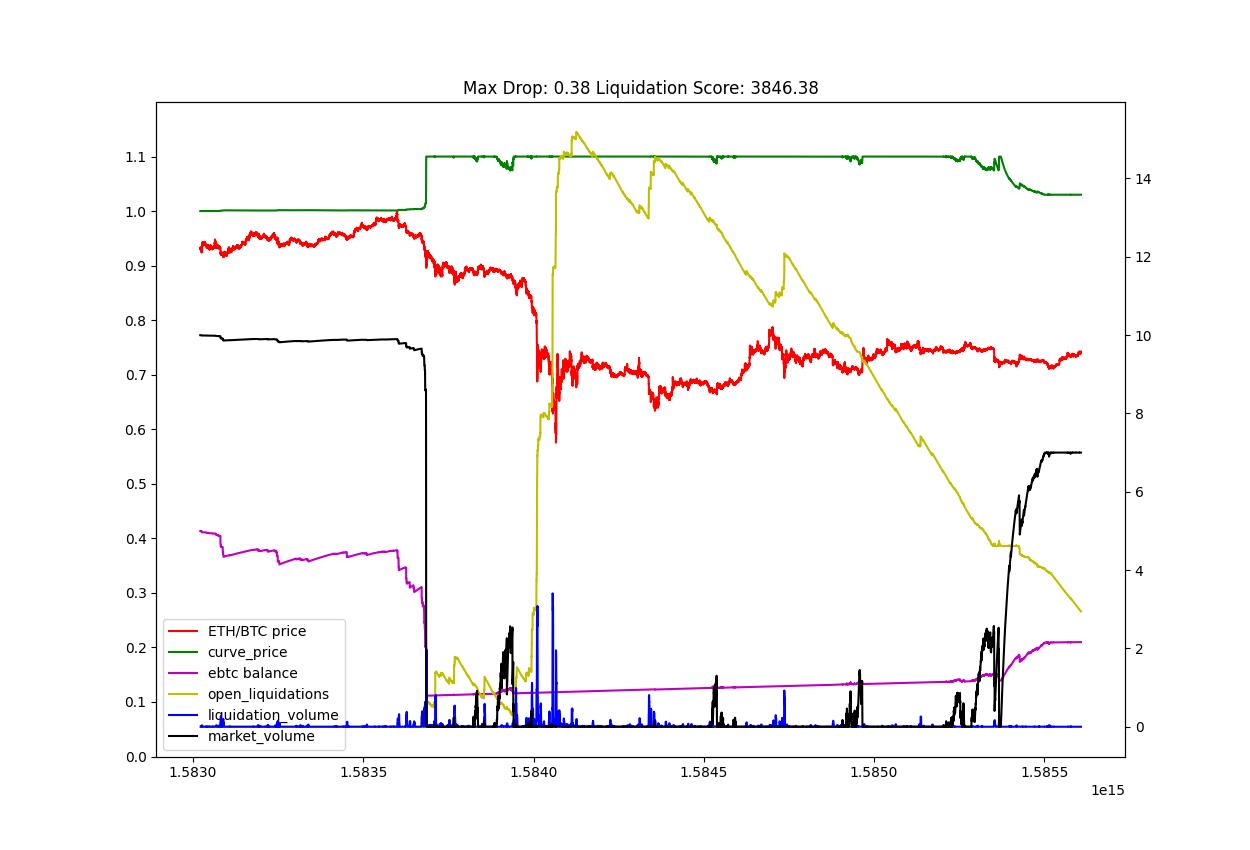 Max Drop: 0.38 Liquidation Score: 3846.38
1.1
1.0
0.9
0.8
0.7
0.6
0.5
0.4
0.3
0.2
0.1
0.0
14
12
10
8
6
4
2
0
ETH/BTC price
curve_price
ebtc balance
open_liquidations
liquidation_volume
market_volume
1.5830 1.5835 1.5840 1.5845 1.5850 1.5855
1e15